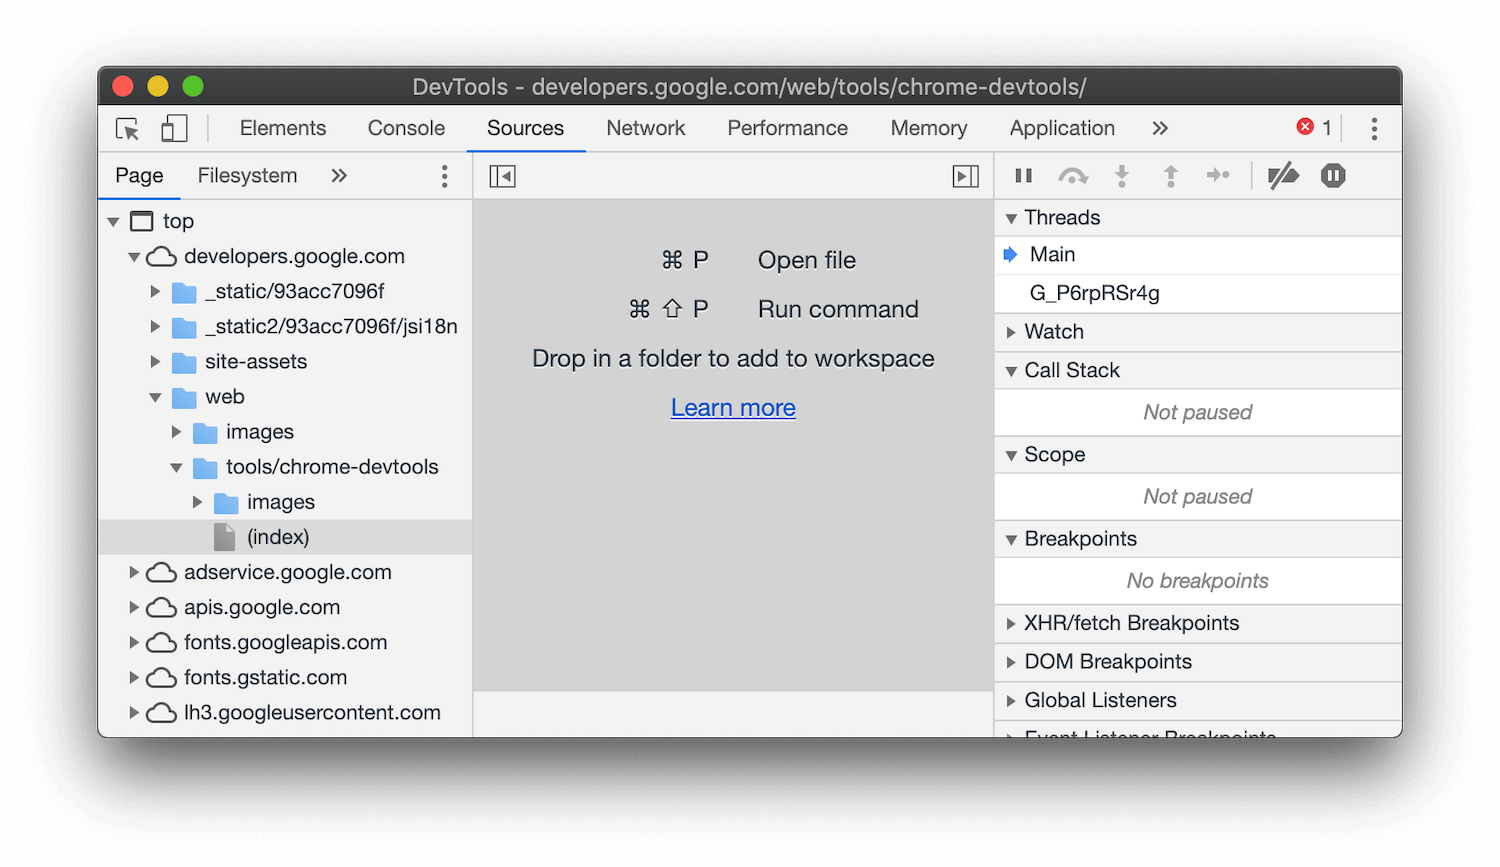 DevTools - developers.google.com/web/tools/chrome-devtools/
Elements Console Sources Network Performance Memory Application » 1
Page Filesystem »
top
developers.google.com
_static/93acc7096f
_static2/93acc7096f/jsi18n
site-assets
web
images
tools/chrome-devtools
images
(index)
adservice.google.com
apis.google.com
fonts.googleapis.com
fonts.gstatic.com
lh3.googleusercontent.com
⌘ P Open file
⌘ ⇧ P Run command
Drop in a folder to add to workspace
Learn more
Threads
Main
G_P6rpRSr4g
Watch
Call Stack
Not paused
Scope
Not paused
Breakpoints
No breakpoints
XHR/fetch Breakpoints
DOM Breakpoints
Global Listeners
Event Listener Breakpoints